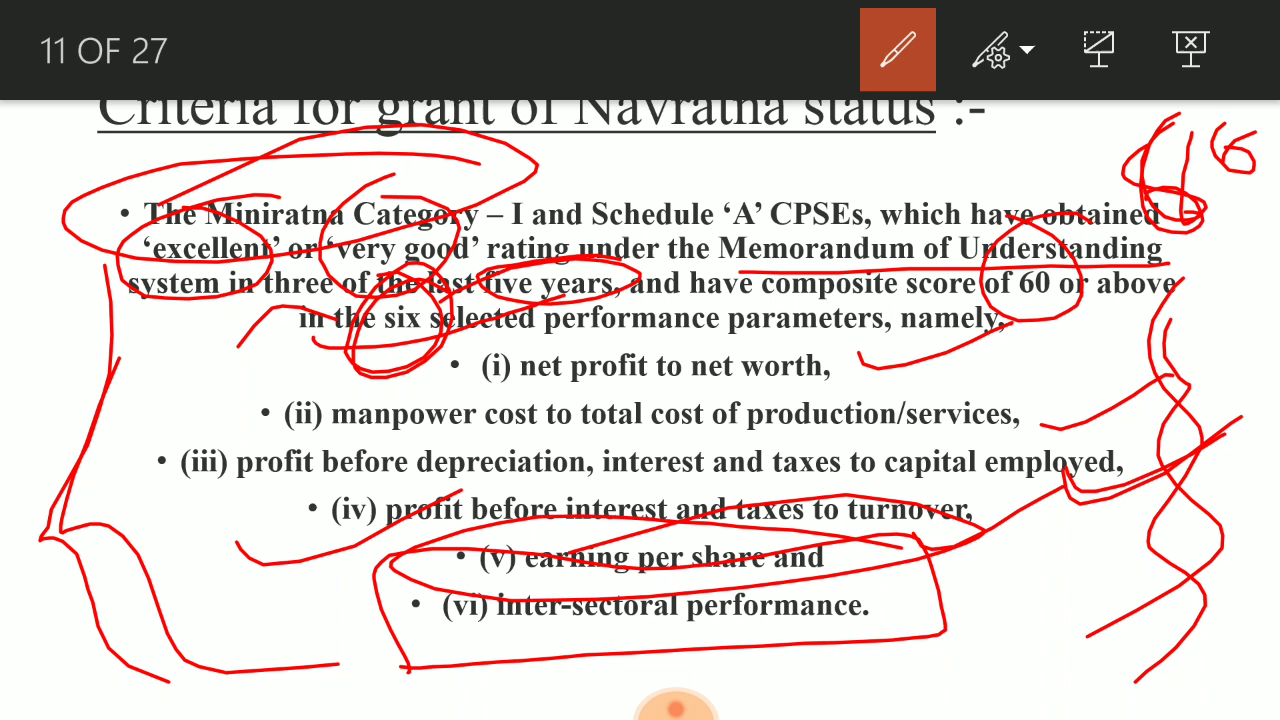 11 OF 27
Criteria for grant of Navratna status :-
• The Miniratna Category – I and Schedule ‘A’ CPSEs, which have obtained
‘excellent’ or ‘very good’ rating under the Memorandum of Understanding
system in three of the last five years, and have composite score of 60 or above
in the six selected performance parameters, namely,
• (i) net profit to net worth,
• (ii) manpower cost to total cost of production/services,
• (iii) profit before depreciation, interest and taxes to capital employed,
• (iv) profit before interest and taxes to turnover,
• (v) earning per share and
• (vi) inter-sectoral performance.